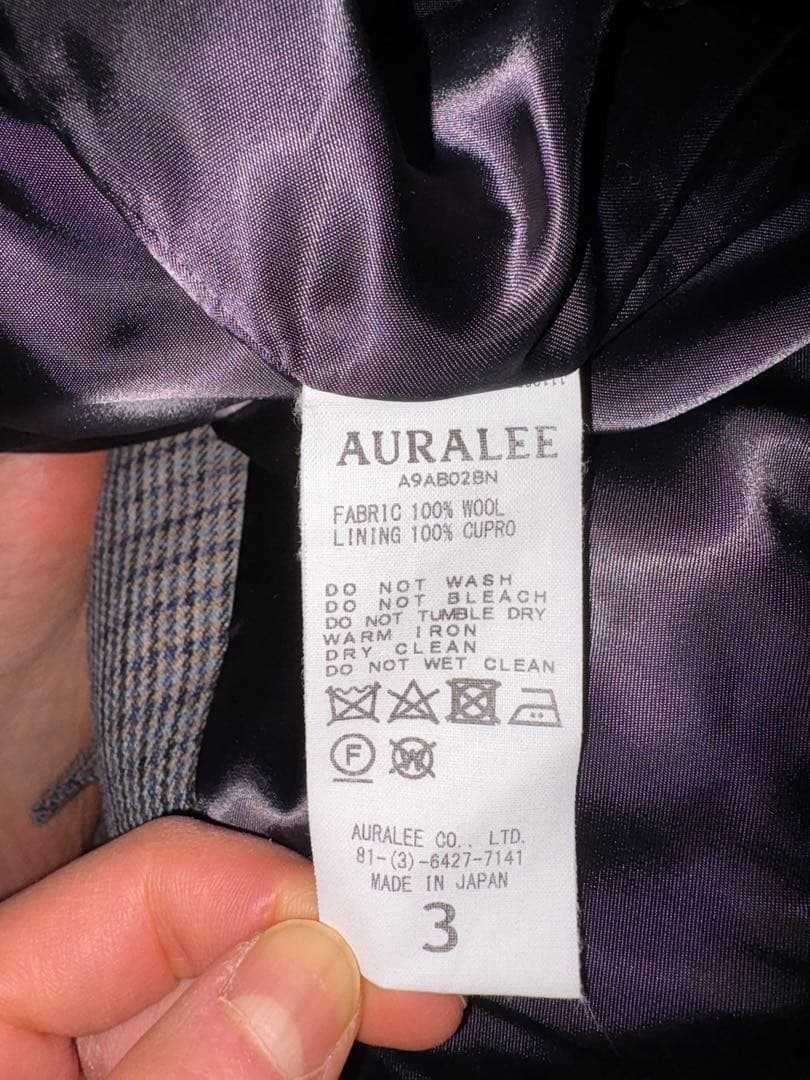 AURALEE
A9AB02BN
FABRIC 100% WOOL
LINING 100% CUPRO
DO NOT WASH
DO NOT BLEACH
DO NOT TUMBLE DRY
WARM IRON
DRY CLEAN
DO NOT WET CLEAN
F
W
AURALEE CO., LTD.
81-(3)-6427-7141
MADE IN JAPAN
3